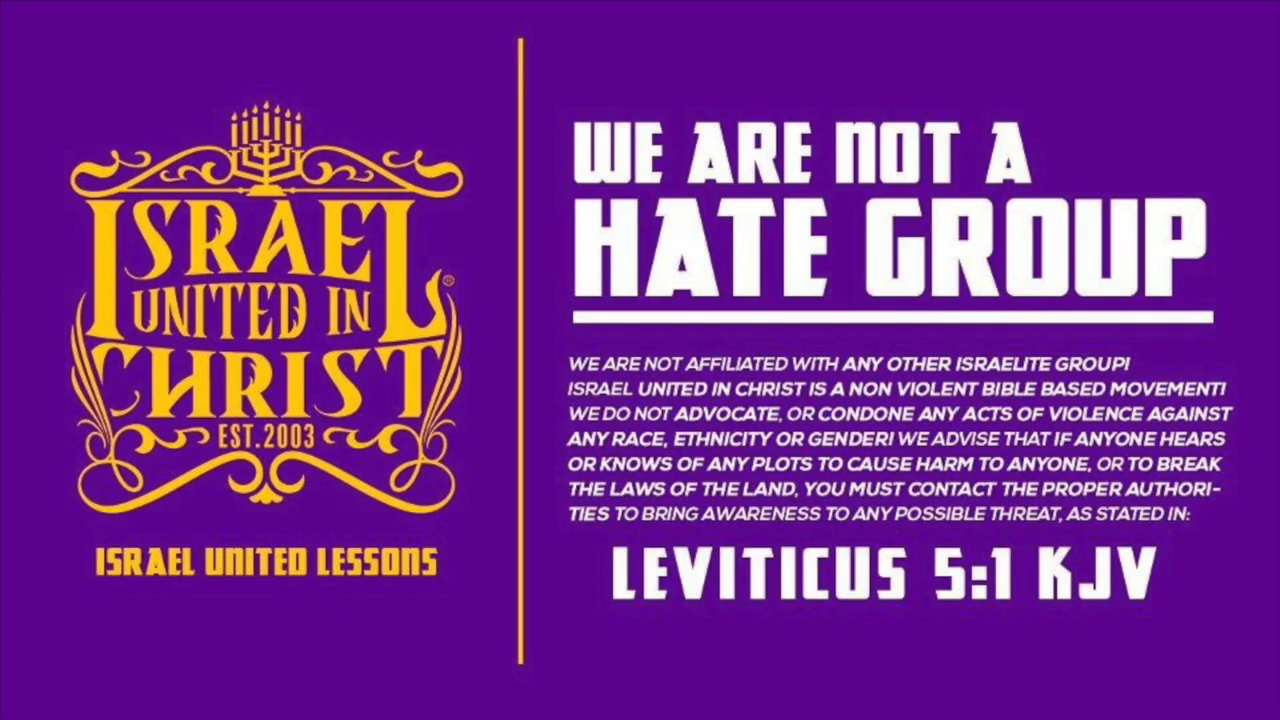 ISRAEL
UNITED IN
CHRIST
EST.2003
ISRAEL UNITED LESSONS
WE ARE NOT A
HATE GROUP
WE ARE NOT AFFILIATED WITH ANY OTHER ISRAELITE GROUP!
ISRAEL UNITED IN CHRIST IS A NON VIOLENT BIBLE BASED MOVEMENT!
WE DO NOT ADVOCATE, OR CONDONE ANY ACTS OF VIOLENCE AGAINST
ANY RACE, ETHNICITY OR GENDER! WE ADVISE THAT IF ANYONE HEARS
OR KNOWS OF ANY PLOTS TO CAUSE HARM TO ANYONE, OR TO BREAK
THE LAWS OF THE LAND, YOU MUST CONTACT THE PROPER AUTHORI-
TIES TO BRING AWARENESS TO ANY POSSIBLE THREAT, AS STATED IN:
LEVITICUS 5:1 KJV